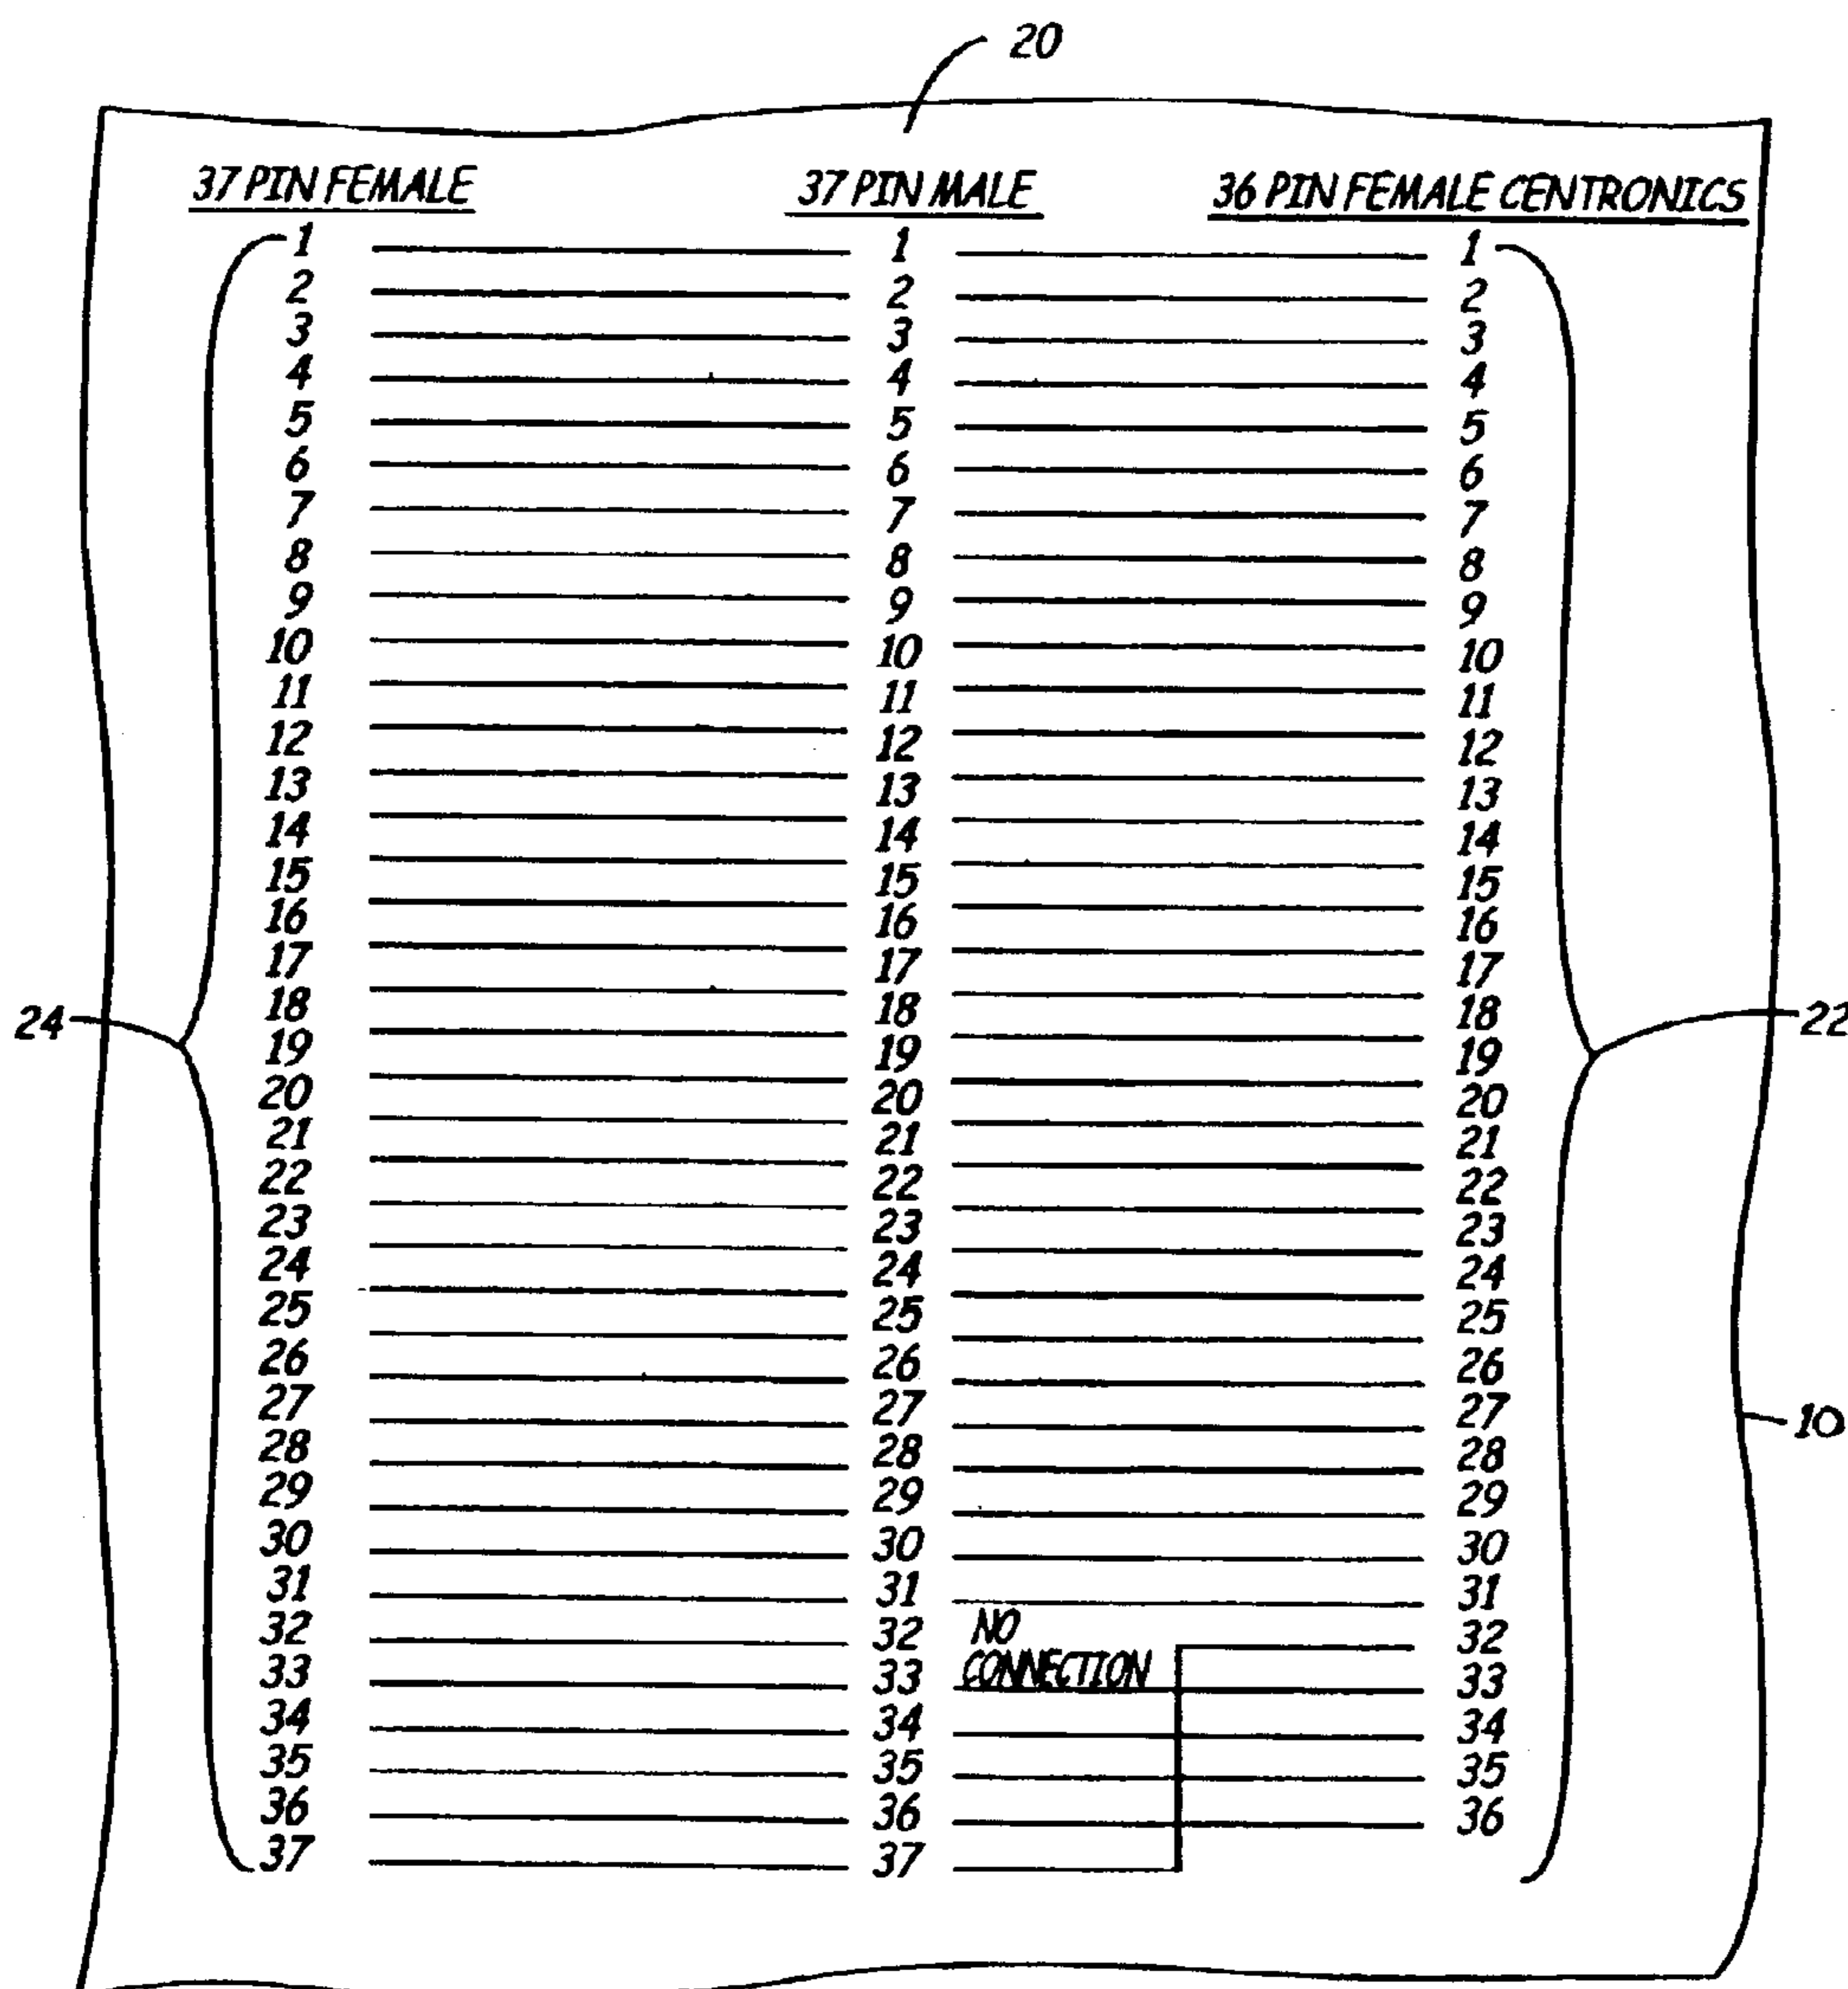 20
37 PIN FEMALE 37 PIN MALE 36 PIN FEMALE CENTRONICS
1 1 1
2 2 2
3 3 3
4 4 4
5 5 5
6 6 6
7 7 7
8 8 8
9 9 9
10 10 10
11 11 11
12 12 12
13 13 13
14 14 14
15 15 15
16 16 16
17 17 17
18 18 18
24 22
19 19 19
20 20 20
21 21 21
22 22 22
23 23 23
24 24 24
25 25 25
26 26 26
27 27 27
10
28 28 28
29 29 29
30 30 30
31 31 31
32 32 NO 32
33 33 CONNECTION 33
34 34 34
35 35 35
36 36 36
37 37